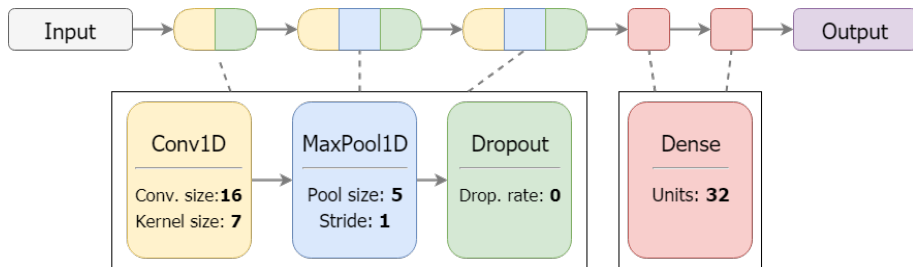 Input
Output
Conv1D
Conv. size:16
Kernel size: 7
MaxPool1D
Pool size: 5
Stride: 1
Dropout
Drop. rate: 0
Dense
Units: 32